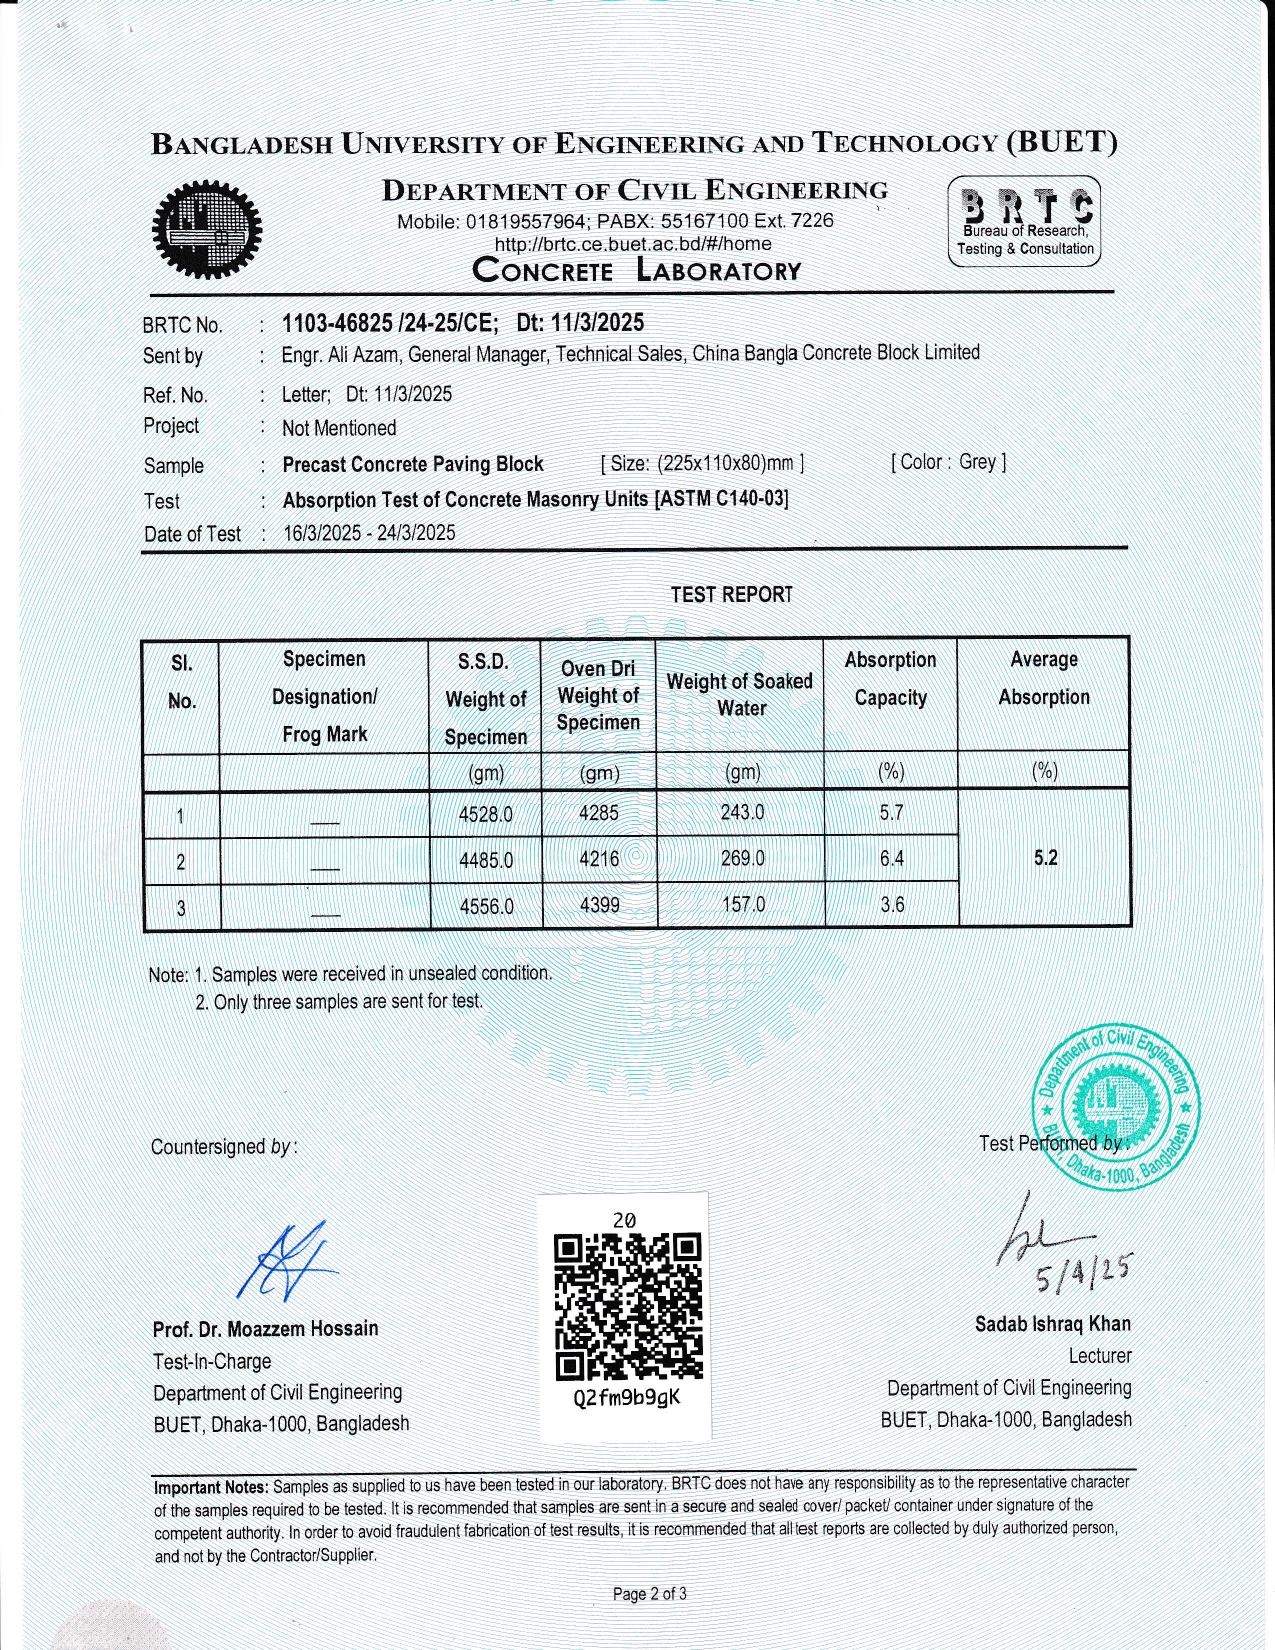 BANGLADESH UNIVERSITY OF ENGINEERING AND TECHNOLOGY (BUET)
DEPARTMENT OF CIVIL ENGINEERING
Mobile: 01819557964; PABX: 55167100 Ext. 7226
http://brtc.ce.buet.ac.bd/#/home
CONCRETE LABORATORY
BRTC
Bureau of Research,
Testing & Consultation
BRTC No. : 1103-46825 /24-25/CE; Dt: 11/3/2025
Sent by : Engr. Ali Azam, General Manager, Technical Sales, China Bangla Concrete Block Limited
Ref. No. : Letter; Dt: 11/3/2025
Project : Not Mentioned
Sample : Precast Concrete Paving Block [ Size: (225x110x80)mm ] [ Color : Grey ]
Test : Absorption Test of Concrete Masonry Units [ASTM C140-03]
Date of Test : 16/3/2025 - 24/3/2025
TEST REPORT
Sl. No. Specimen Designation/ Frog Mark S.S.D. Weight of Specimen Oven Dri Weight of Specimen Weight of Soaked Water Absorption Capacity Average Absorption
(gm) (gm) (gm) (%) (%)
1 __ 4528.0 4285 243.0 5.7
2 __ 4485.0 4216 269.0 6.4 5.2
3 __ 4556.0 4399 157.0 3.6
Note: 1. Samples were received in unsealed condition.
2. Only three samples are sent for test.
★ Department of Civil Engineering ★
BUET, Dhaka-1000, Bangladesh
Countersigned by :
Test Performed by :
5/4/25
20
Q2fm9b9gK
Prof. Dr. Moazzem Hossain
Test-In-Charge
Department of Civil Engineering
BUET, Dhaka-1000, Bangladesh
Sadab Ishraq Khan
Lecturer
Department of Civil Engineering
BUET, Dhaka-1000, Bangladesh
Important Notes: Samples as supplied to us have been tested in our laboratory. BRTC does not have any responsibility as to the representative character
of the samples required to be tested. It is recommended that samples are sent in a secure and sealed cover/ packet/ container under signature of the
competent authority. In order to avoid fraudulent fabrication of test results, it is recommended that all test reports are collected by duly authorized person,
and not by the Contractor/Supplier.
Page 2 of 3